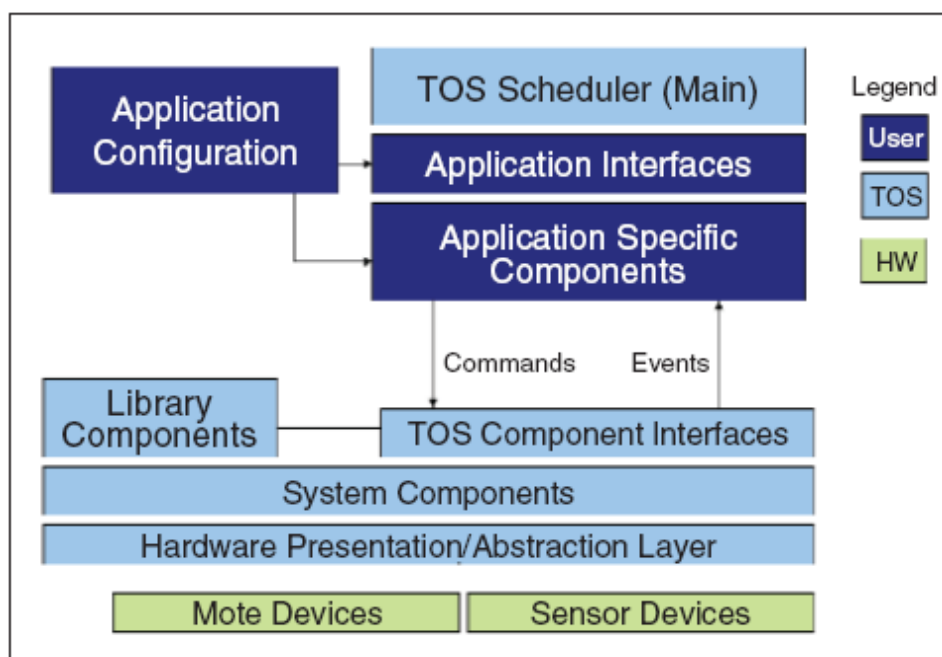 Application
Configuration
TOS Scheduler (Main)
Application Interfaces
Application Specific
Components
Legend
User
TOS
HW
Commands
Events
Library
Components
TOS Component Interfaces
System Components
Hardware Presentation/Abstraction Layer
Mote Devices
Sensor Devices